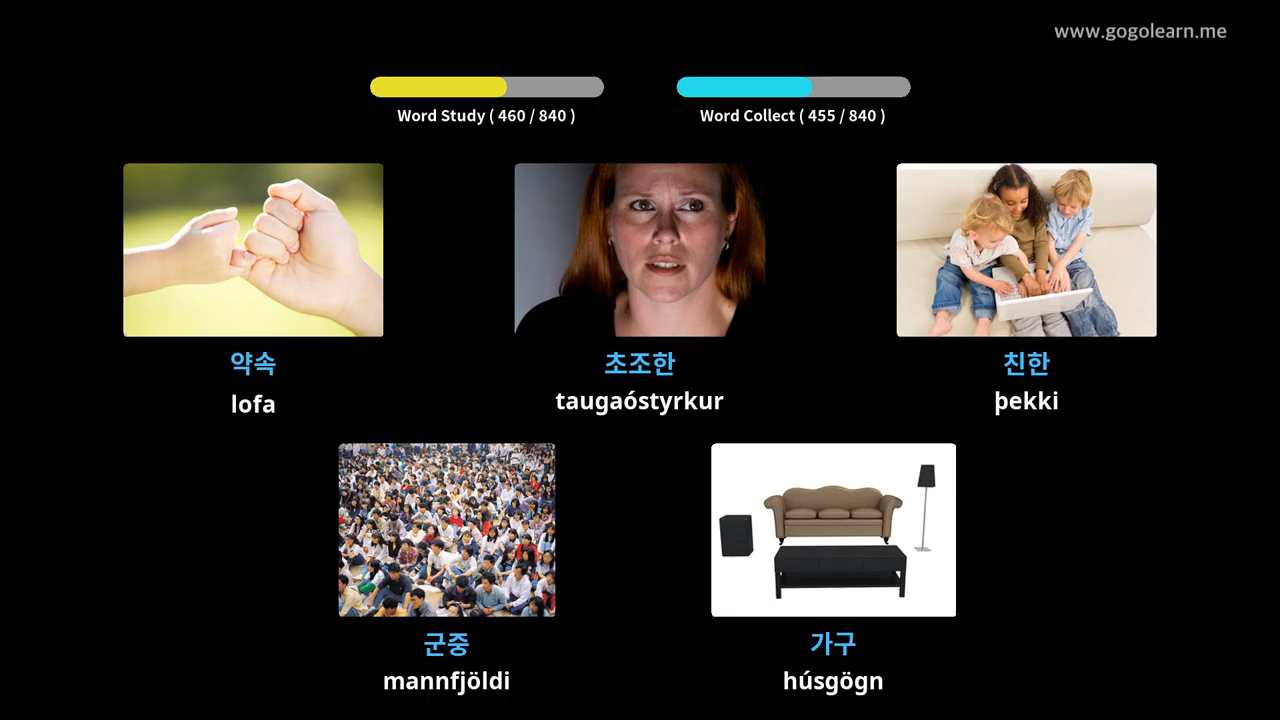 www.gogolearn.me
Word Study ( 460 / 840 )
Word Collect ( 455 / 840 )
약속
초조한
친한
lofa
taugaóstyrkur
þekki
군중
가구
mannfjöldi
húsgögn